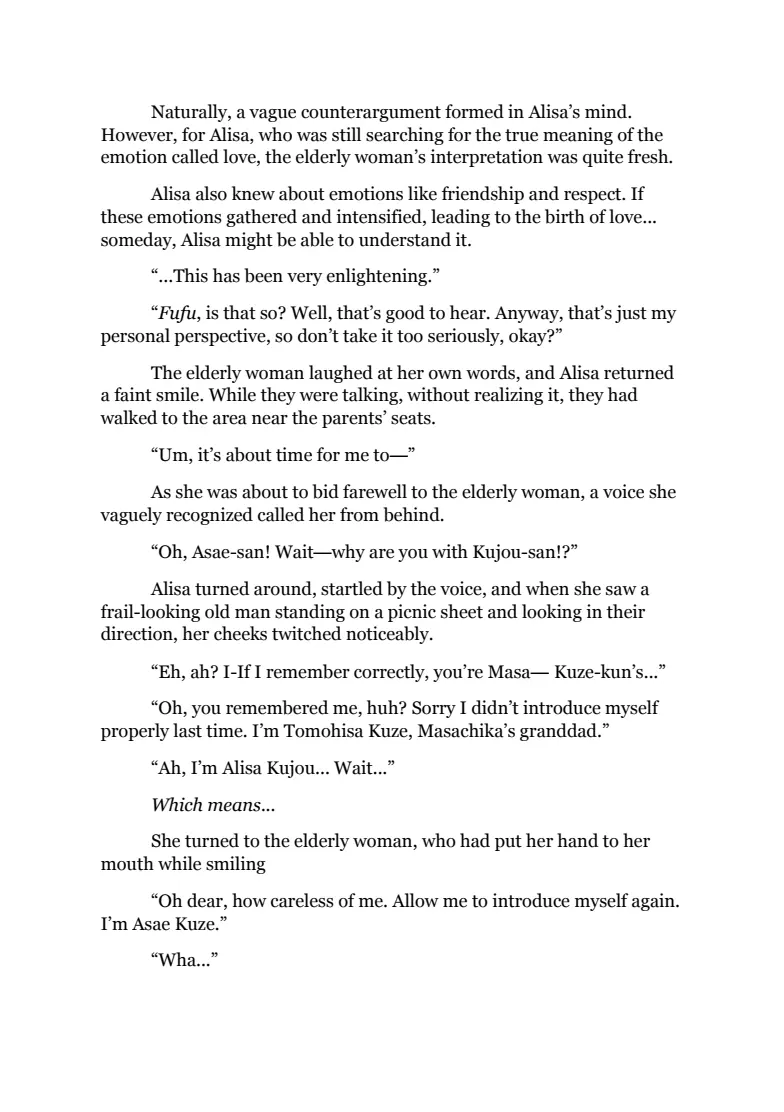 Naturally, a vague counterargument formed in Alisa’s mind.
However, for Alisa, who was still searching for the true meaning of the
emotion called love, the elderly woman’s interpretation was quite fresh.
Alisa also knew about emotions like friendship and respect. If
these emotions gathered and intensified, leading to the birth of love...
someday, Alisa might be able to understand it.
“...This has been very enlightening.”
“Fufu, is that so? Well, that’s good to hear. Anyway, that’s just my
personal perspective, so don’t take it too seriously, okay?”
The elderly woman laughed at her own words, and Alisa returned
a faint smile. While they were talking, without realizing it, they had
walked to the area near the parents’ seats.
“Um, it’s about time for me to—”
As she was about to bid farewell to the elderly woman, a voice she
vaguely recognized called her from behind.
“Oh, Asae-san! Wait—why are you with Kujou-san!?”
Alisa turned around, startled by the voice, and when she saw a
frail-looking old man standing on a picnic sheet and looking in their
direction, her cheeks twitched noticeably.
“Eh, ah? I-If I remember correctly, you’re Masa— Kuze-kun’s...”
“Oh, you remembered me, huh? Sorry I didn’t introduce myself
properly last time. I’m Tomohisa Kuze, Masachika’s granddad.”
“Ah, I’m Alisa Kujou... Wait...”
Which means...
She turned to the elderly woman, who had put her hand to her
mouth while smiling
“Oh dear, how careless of me. Allow me to introduce myself again.
I’m Asae Kuze.”
“Wha...”